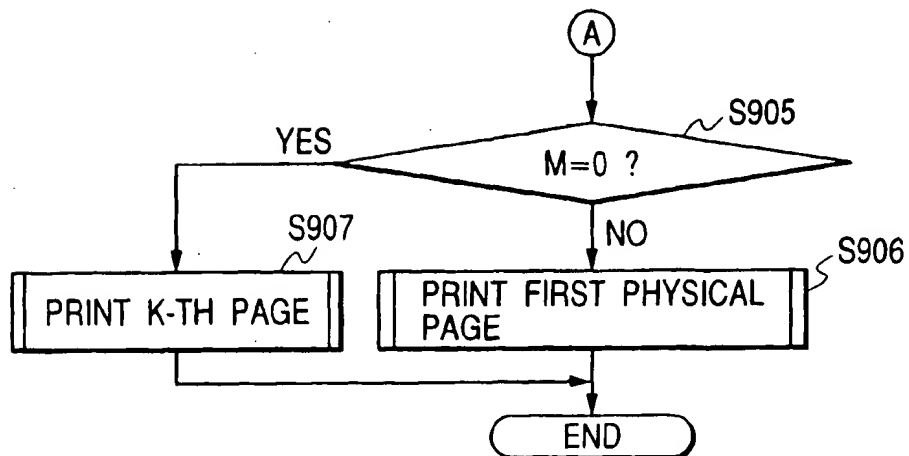 A
S905
YES
M=0 ?
S907
NO
S906
PRINT K-TH PAGE
PRINT FIRST PHYSICAL
PAGE
END